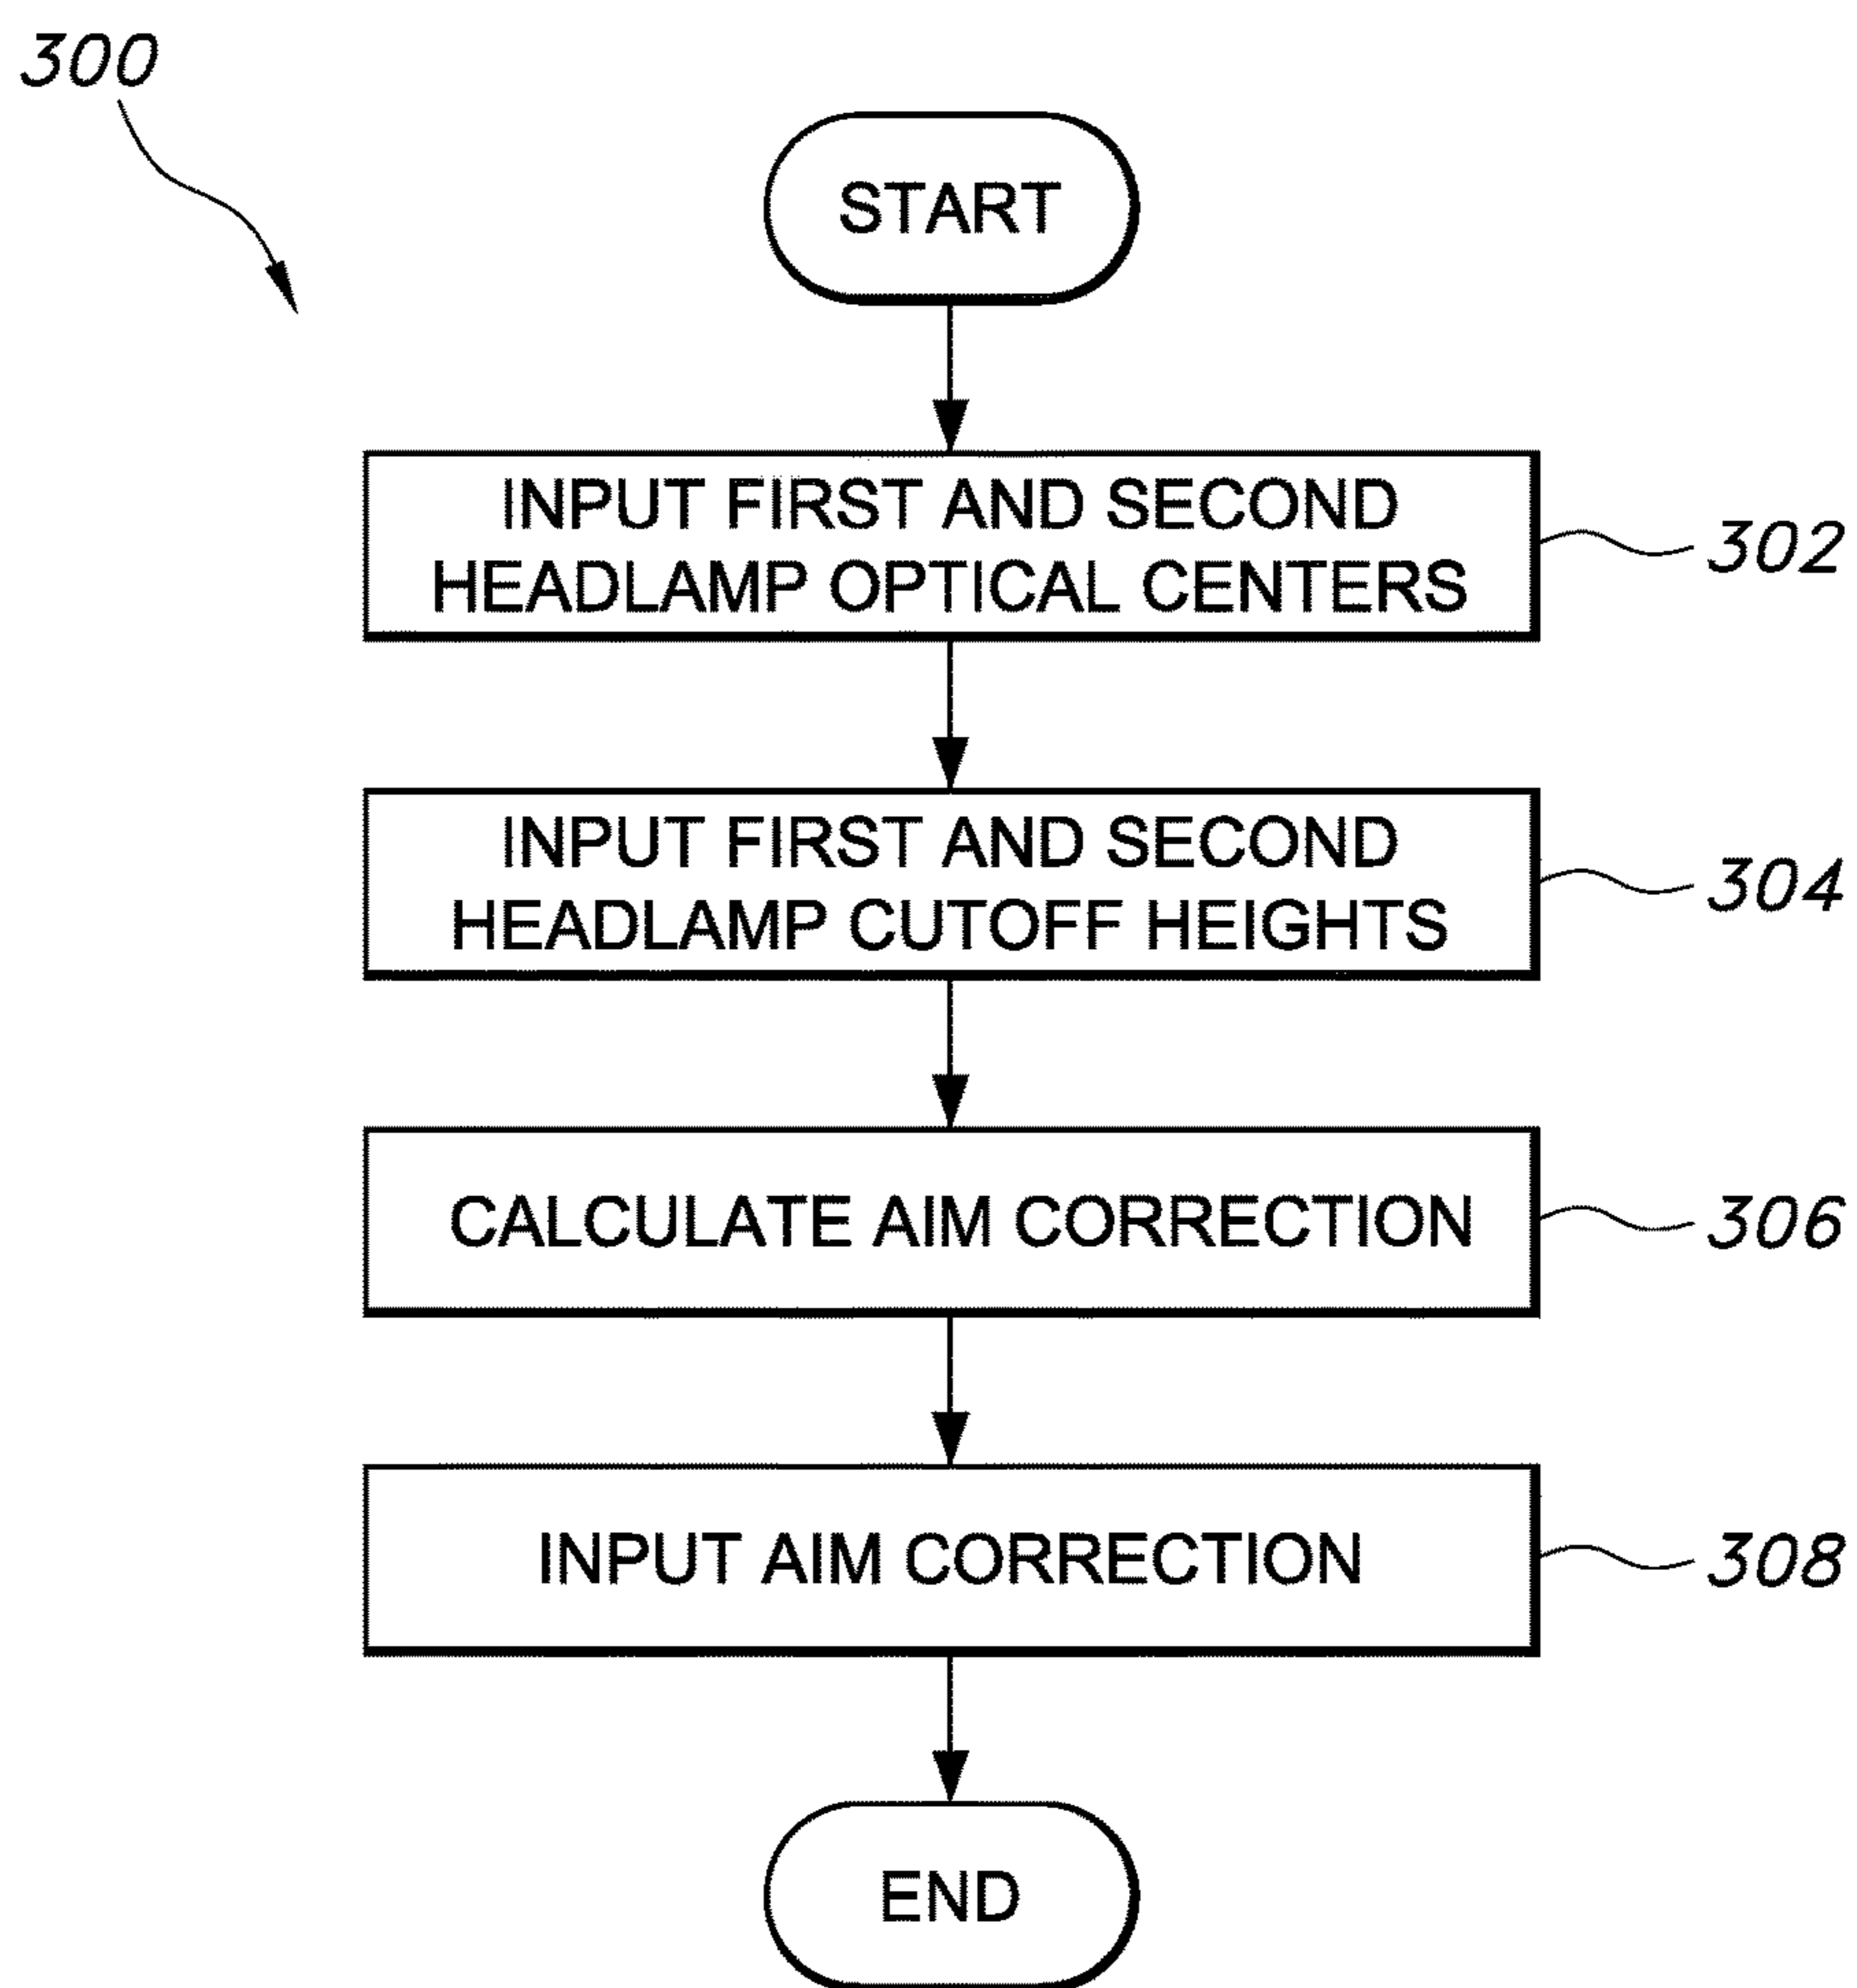 300
START
INPUT FIRST AND SECOND
HEADLAMP OPTICAL CENTERS
302
INPUT FIRST AND SECOND
HEADLAMP CUTOFF HEIGHTS
304
CALCULATE AIM CORRECTION
306
INPUT AIM CORRECTION
308
END